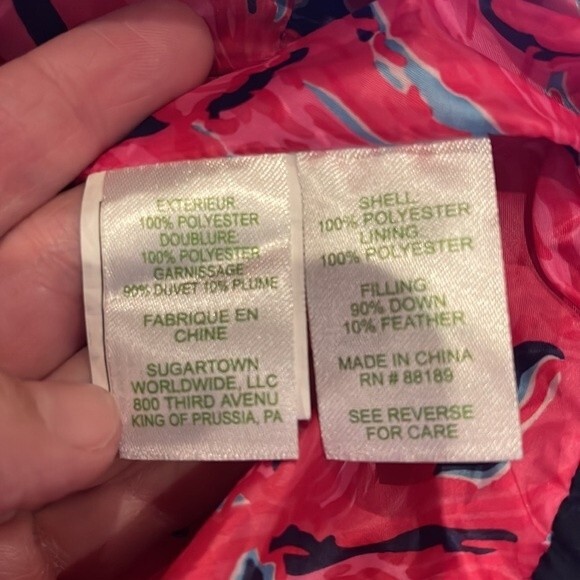 EXTERIEUR:
100% POLYESTER
DOUBLURE:
100% POLYESTER
GARNISSAGE:
90% DUVET 10% PLUME
FABRIQUE EN
CHINE
SUGARTOWN
WORLDWIDE, LLC
800 THIRD AVENU
KING OF PRUSSIA, PA
SHELL:
100% POLYESTER
LINING:
100% POLYESTER
FILLING:
90% DOWN
10% FEATHER
MADE IN CHINA
RN # 88189
SEE REVERSE
FOR CARE